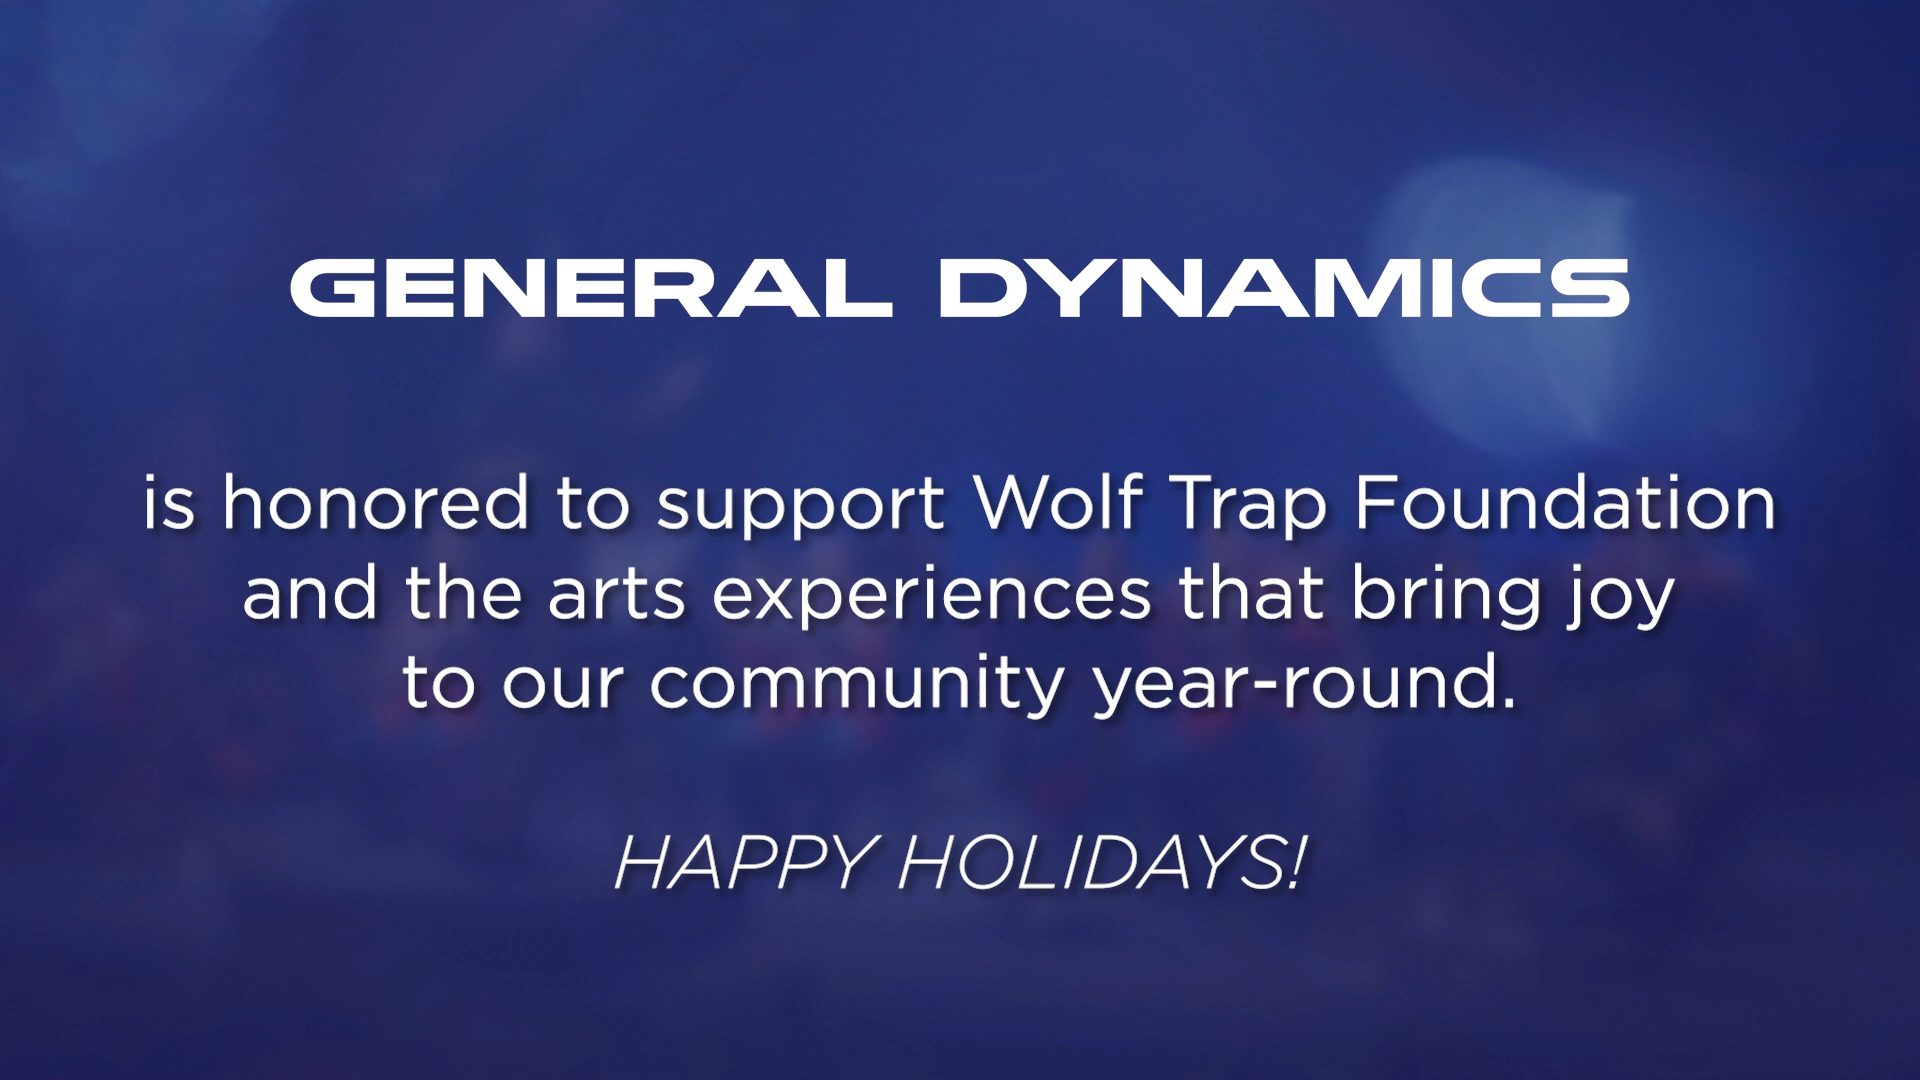 GENERAL DYNAMICS
is honored to support Wolf Trap Foundation
and the arts experiences that bring joy
to our community year-round.
HAPPY HOLIDAYS!